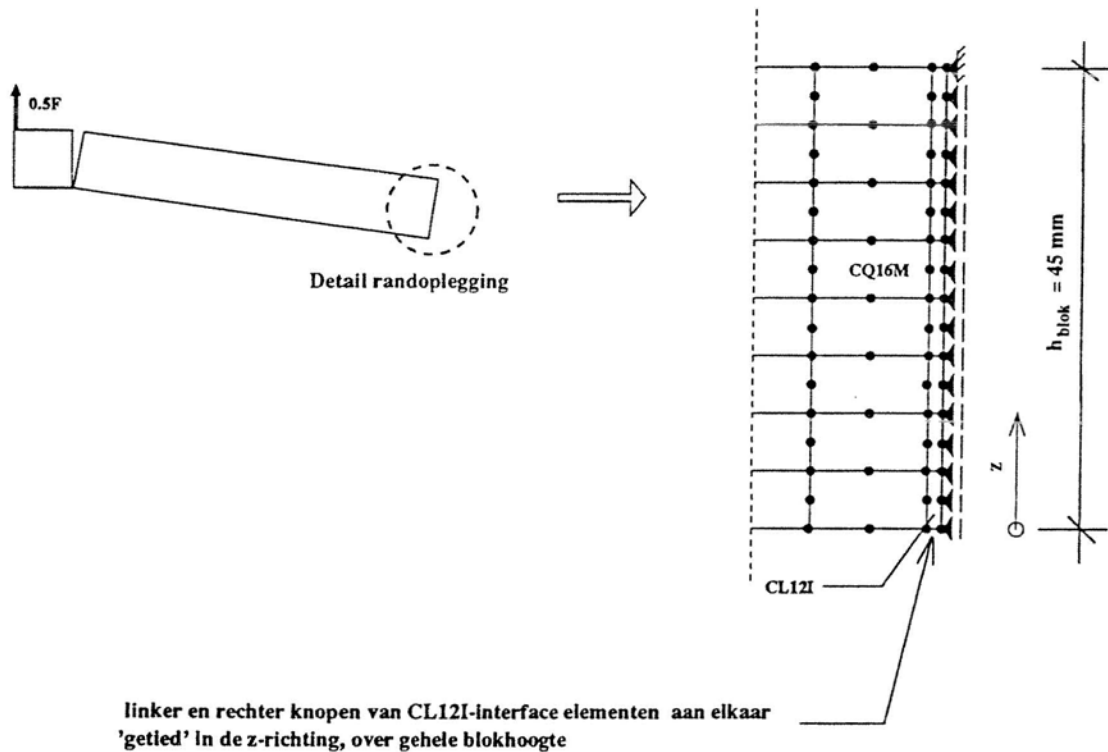 0.5F
Detail randoplegging
CQ16M
h_blok = 45 mm
z
CL12I
linker en rechter knopen van CL12I-interface elementen aan elkaar
'getied' in de z-richting, over gehele blokhoogte